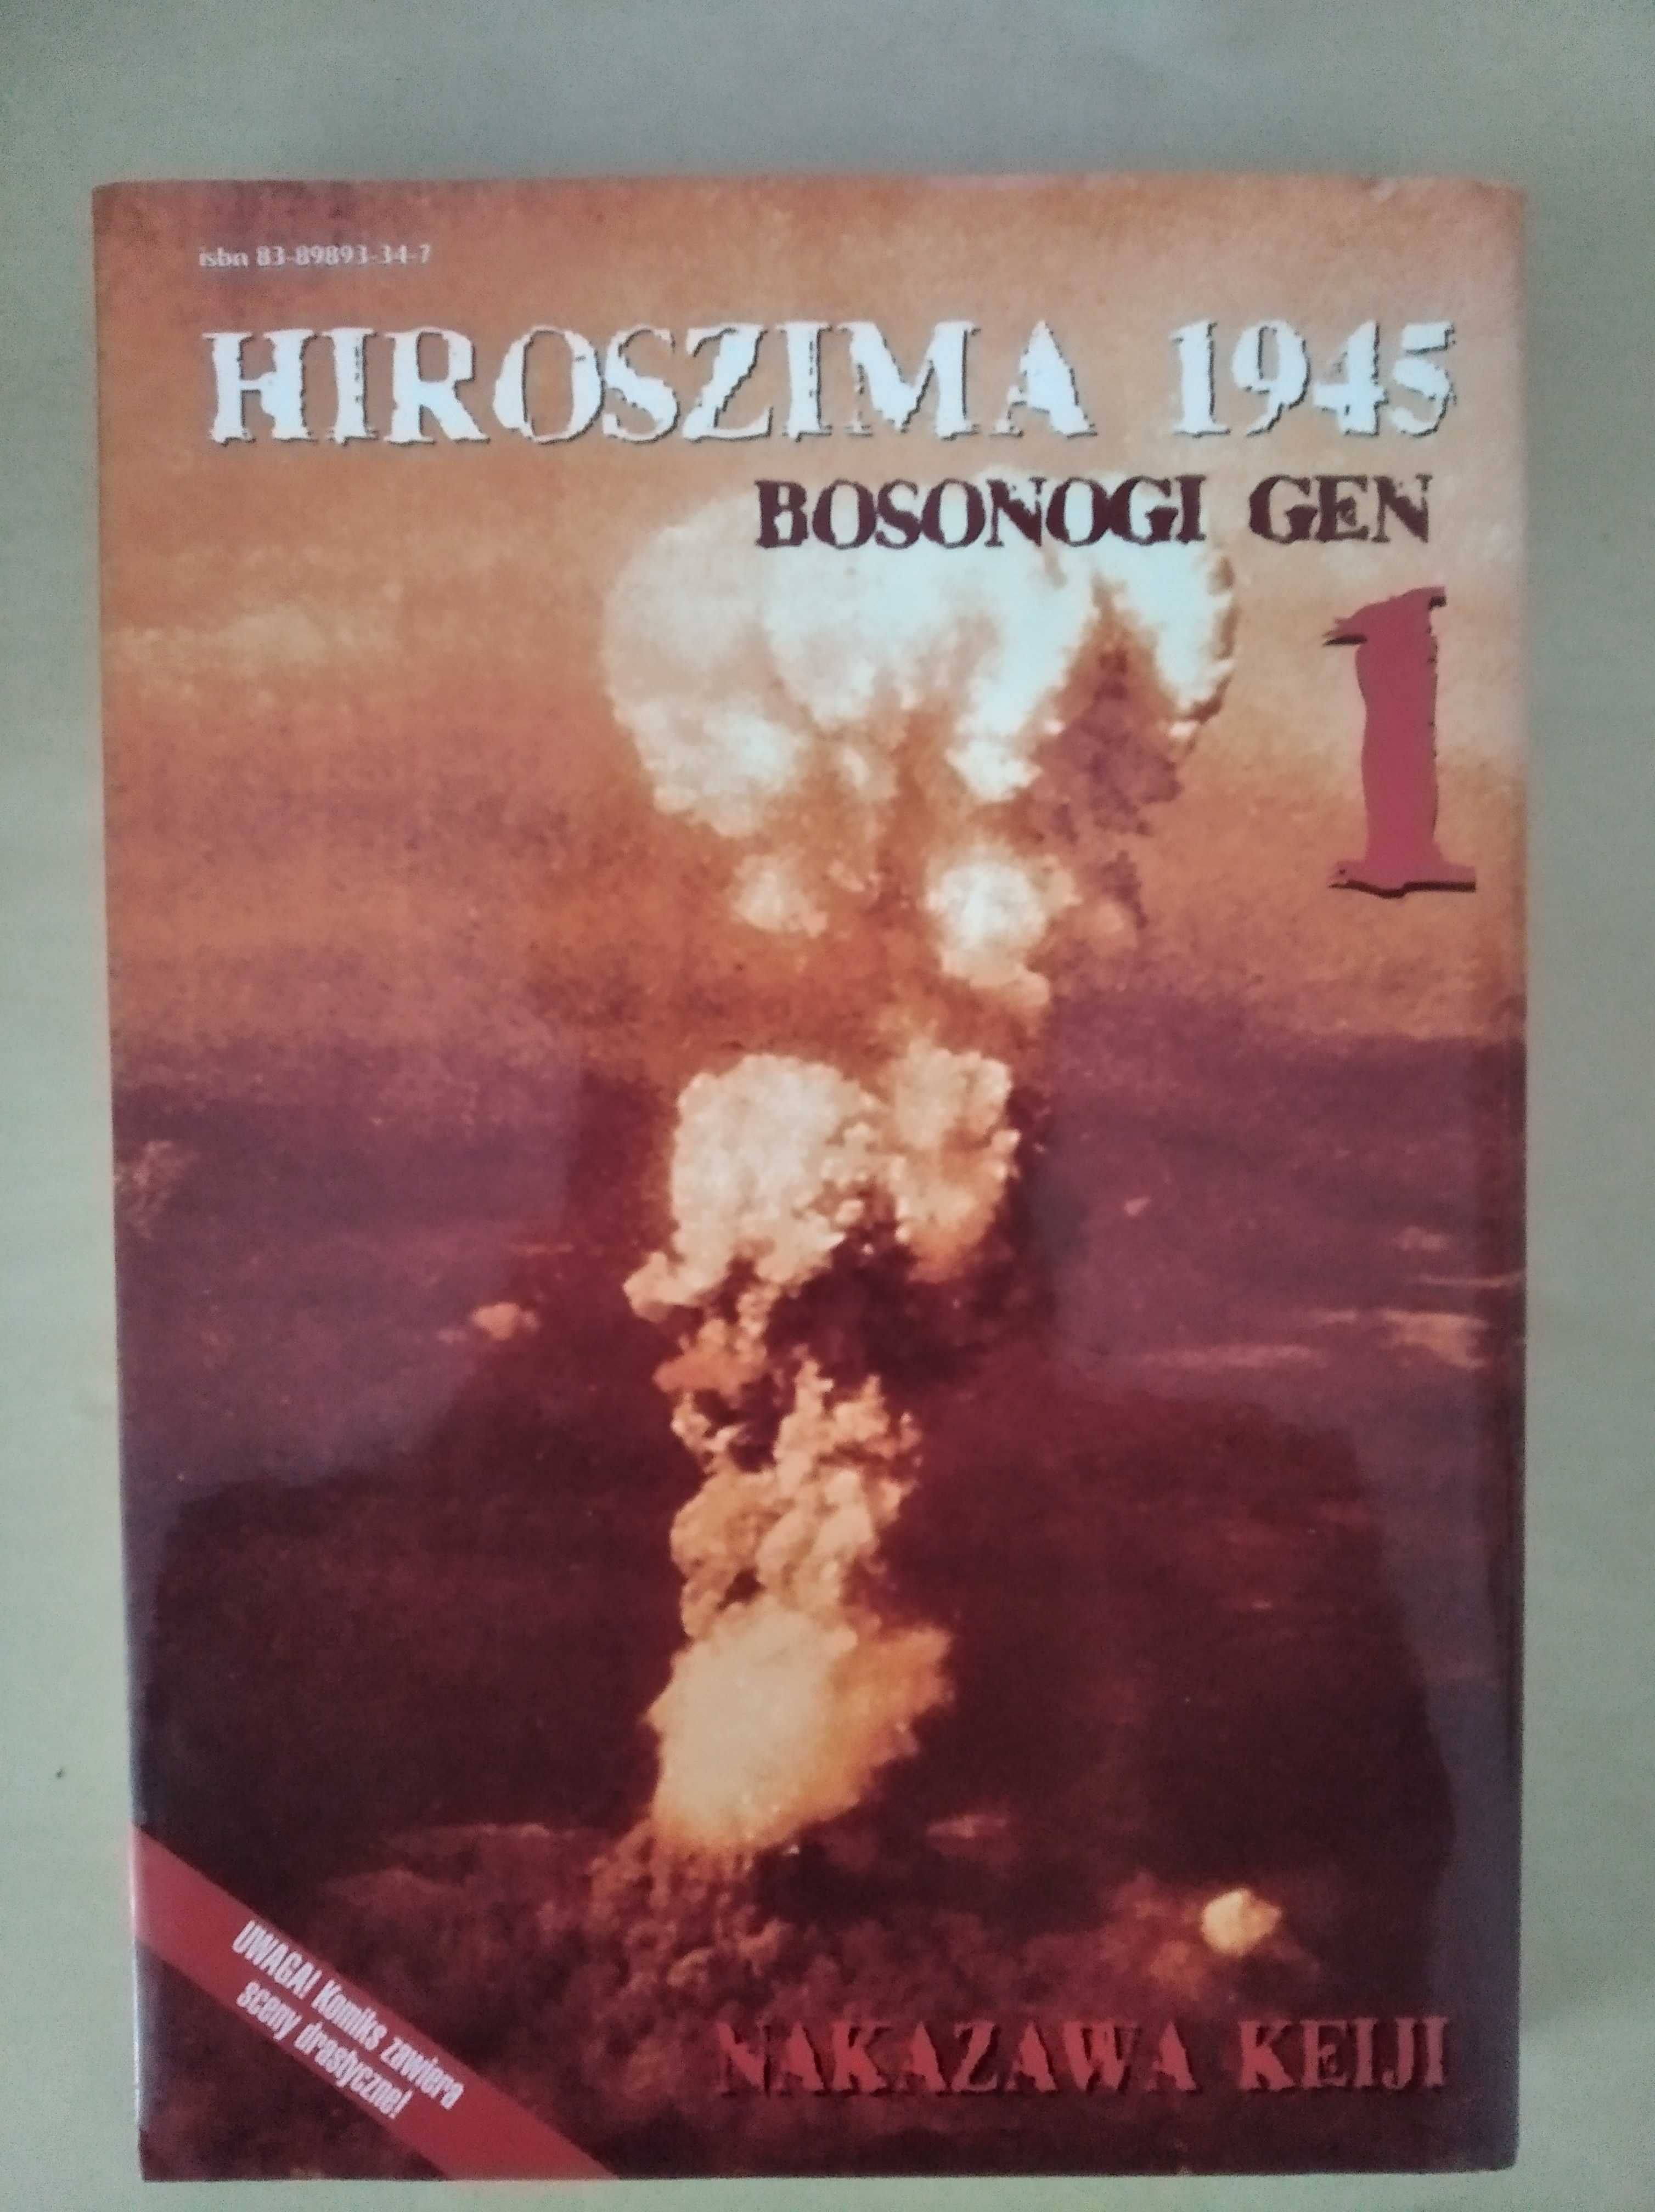 isbn 83-89893-34-7
HIROSZIMA 1945
BOSONOGI GEN
1
UWAGA! Komiks zawiera
sceny drastyczne!
NAKAZAWA KEIJI